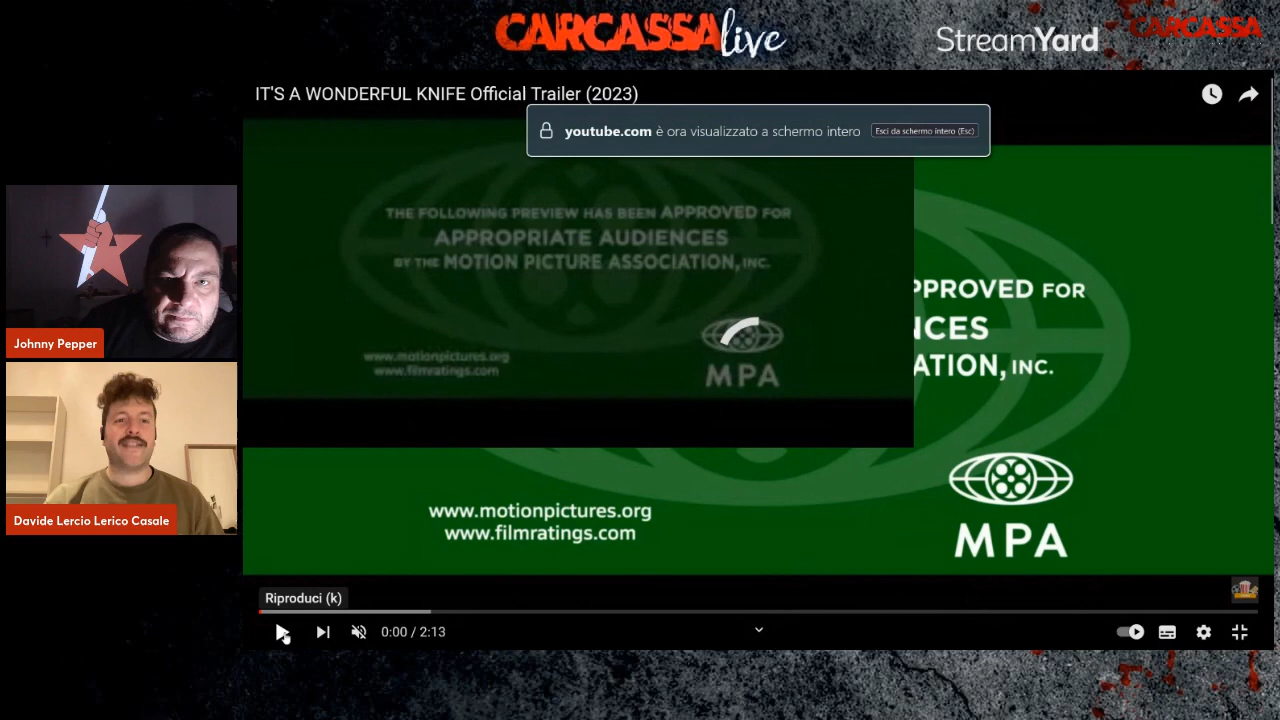 CARCASSA live
StreamYard
CARCASSA
IT'S A WONDERFUL KNIFE Official Trailer (2023)
youtube.com è ora visualizzato a schermo intero
Esci da schermo intero (Esc)
THE FOLLOWING PREVIEW HAS BEEN APPROVED FOR
APPROPRIATE AUDIENCES
BY THE MOTION PICTURE ASSOCIATION, INC.
www.motionpictures.org
www.filmratings.com
MPA
PPROVED FOR
NCES
ATION, INC.
www.motionpictures.org
www.filmratings.com
MPA
Johnny Pepper
Davide Lercio Lerico Casale
Riproduci (k)
0:00 / 2:13